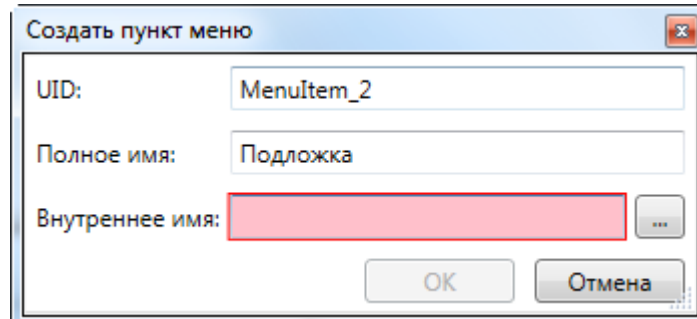 Создать пункт меню
UID: MenuItem_2
Полное имя: Подложка
Внутреннее имя: ...
OK Отмена